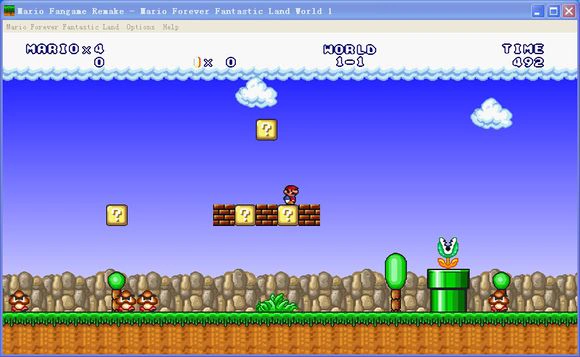 Mario Fangame Remake - Mario Forever Fantastic Land World 1
Mario Forever Fantastic Land Options Help
MARIO x 4 WORLD TIME
0 x 0 1-1 492
?
? ? ?